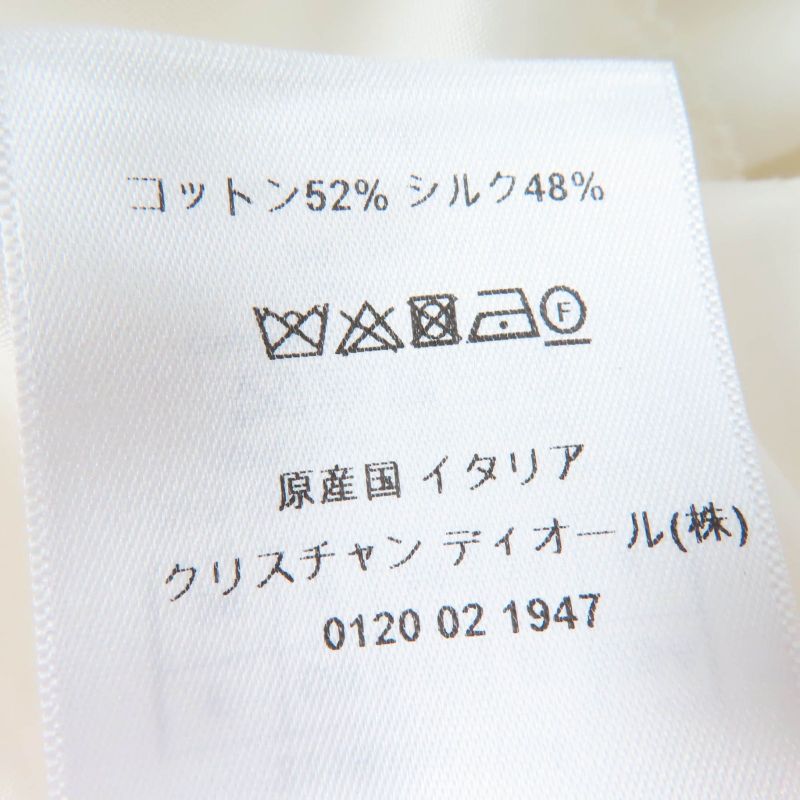 コットン52% シルク48%
F
原産国 イタリア
クリスチャン ディオール(株)
0120 02 1947